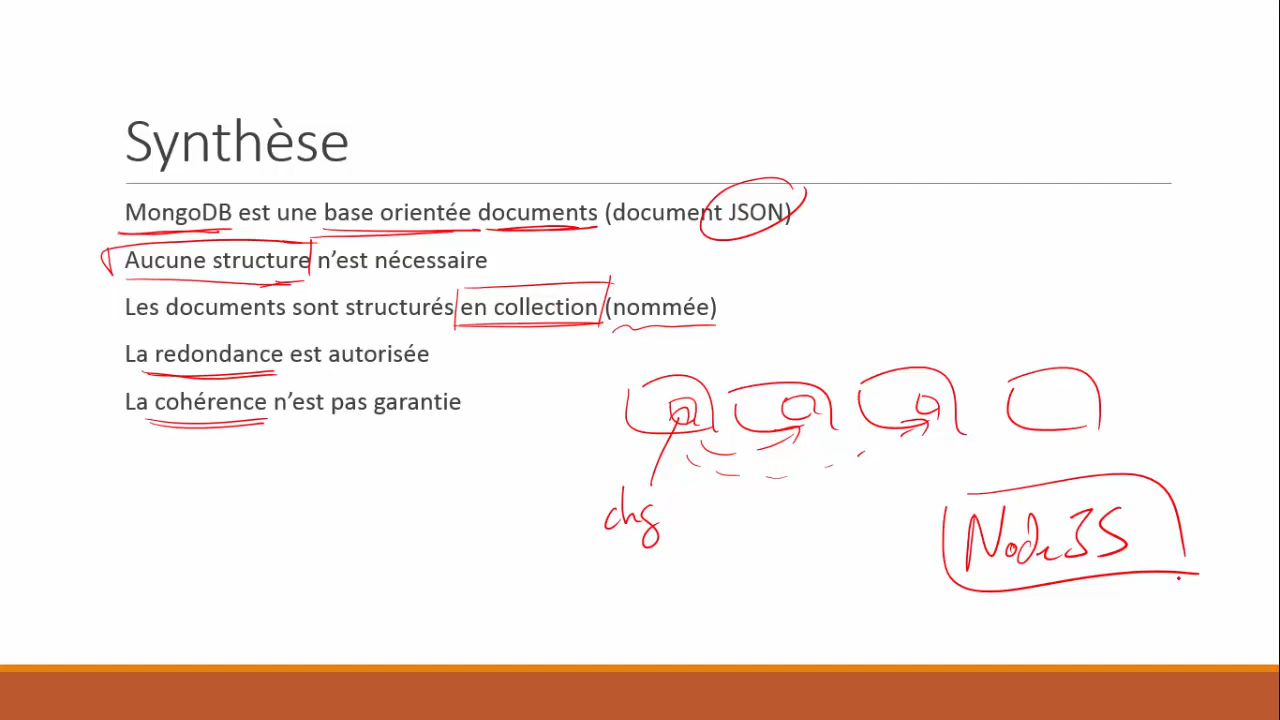 Synthèse
MongoDB est une base orientée documents (document JSON)
Aucune structure n'est nécessaire
Les documents sont structurés en collection (nommée)
La redondance est autorisée
La cohérence n'est pas garantie
chg
NodeJS